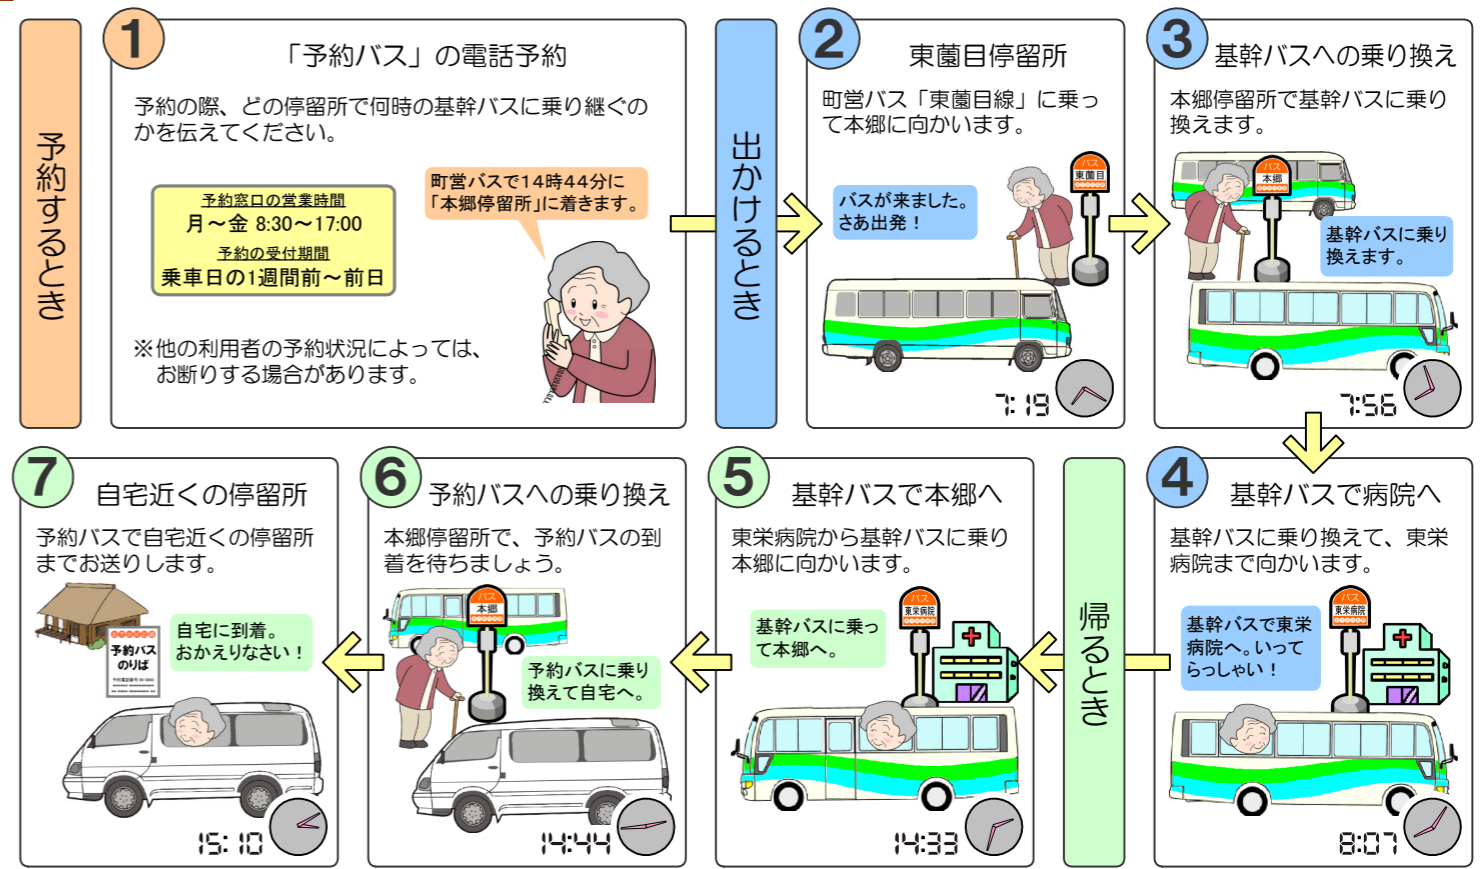 予約するとき
1
「予約バス」の電話予約
予約の際、どの停留所で何時の基幹バスに乗り継ぐの
かを伝えてください。
予約窓口の営業時間
月～金 8:30～17:00
予約の受付期間
乗車日の1週間前～前日
町営バスで14時44分に
「本郷停留所」に着きます。
※他の利用者の予約状況によっては、
お断りする場合があります。
出かけるとき
2
東薗目停留所
町営バス「東薗目線」に乗っ
て本郷に向かいます。
バスが来ました。
さあ出発！
バス
東薗目
7:19
3
基幹バスへの乗り換え
本郷停留所で基幹バスに乗り
換えます。
バス
本郷
基幹バスに乗り
換えます。
7:56
4
基幹バスで病院へ
基幹バスに乗り換えて、東栄
病院まで向かいます。
基幹バスで東栄
病院へ。いって
らっしゃい！
バス
東栄病院
8:07
帰るとき
5
基幹バスで本郷へ
東栄病院から基幹バスに乗り
本郷に向かいます。
基幹バスに乗っ
て本郷へ。
バス
東栄病院
14:33
6
予約バスへの乗り換え
本郷停留所で、予約バスの到
着を待ちましょう。
バス
本郷
予約バスに乗り
換えて自宅へ。
14:44
7
自宅近くの停留所
予約バスで自宅近くの停留所
までお送りします。
自宅に到着。
おかえりなさい！
予約バス
のりば
15:10